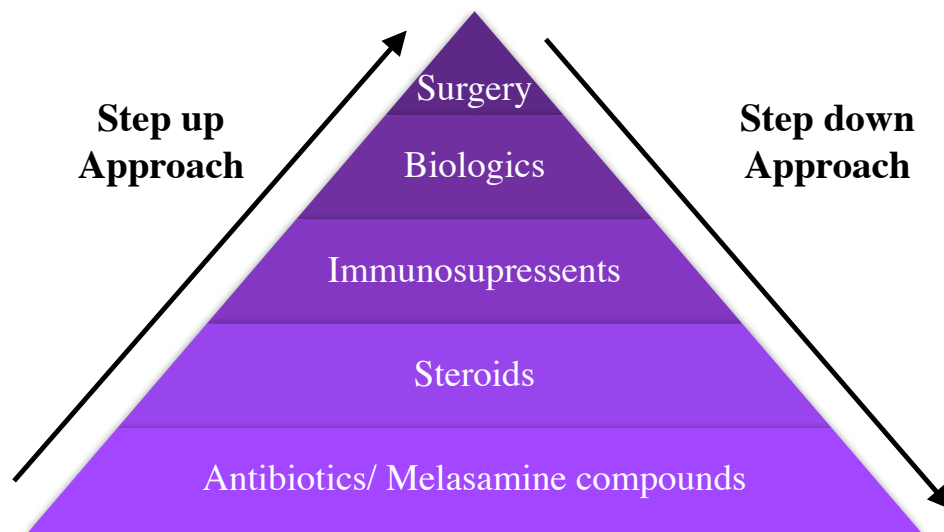 Surgery
Step up
Approach
Step down
Approach
Biologics
Immunosupressents
Steroids
Antibiotics/ Melasamine compounds